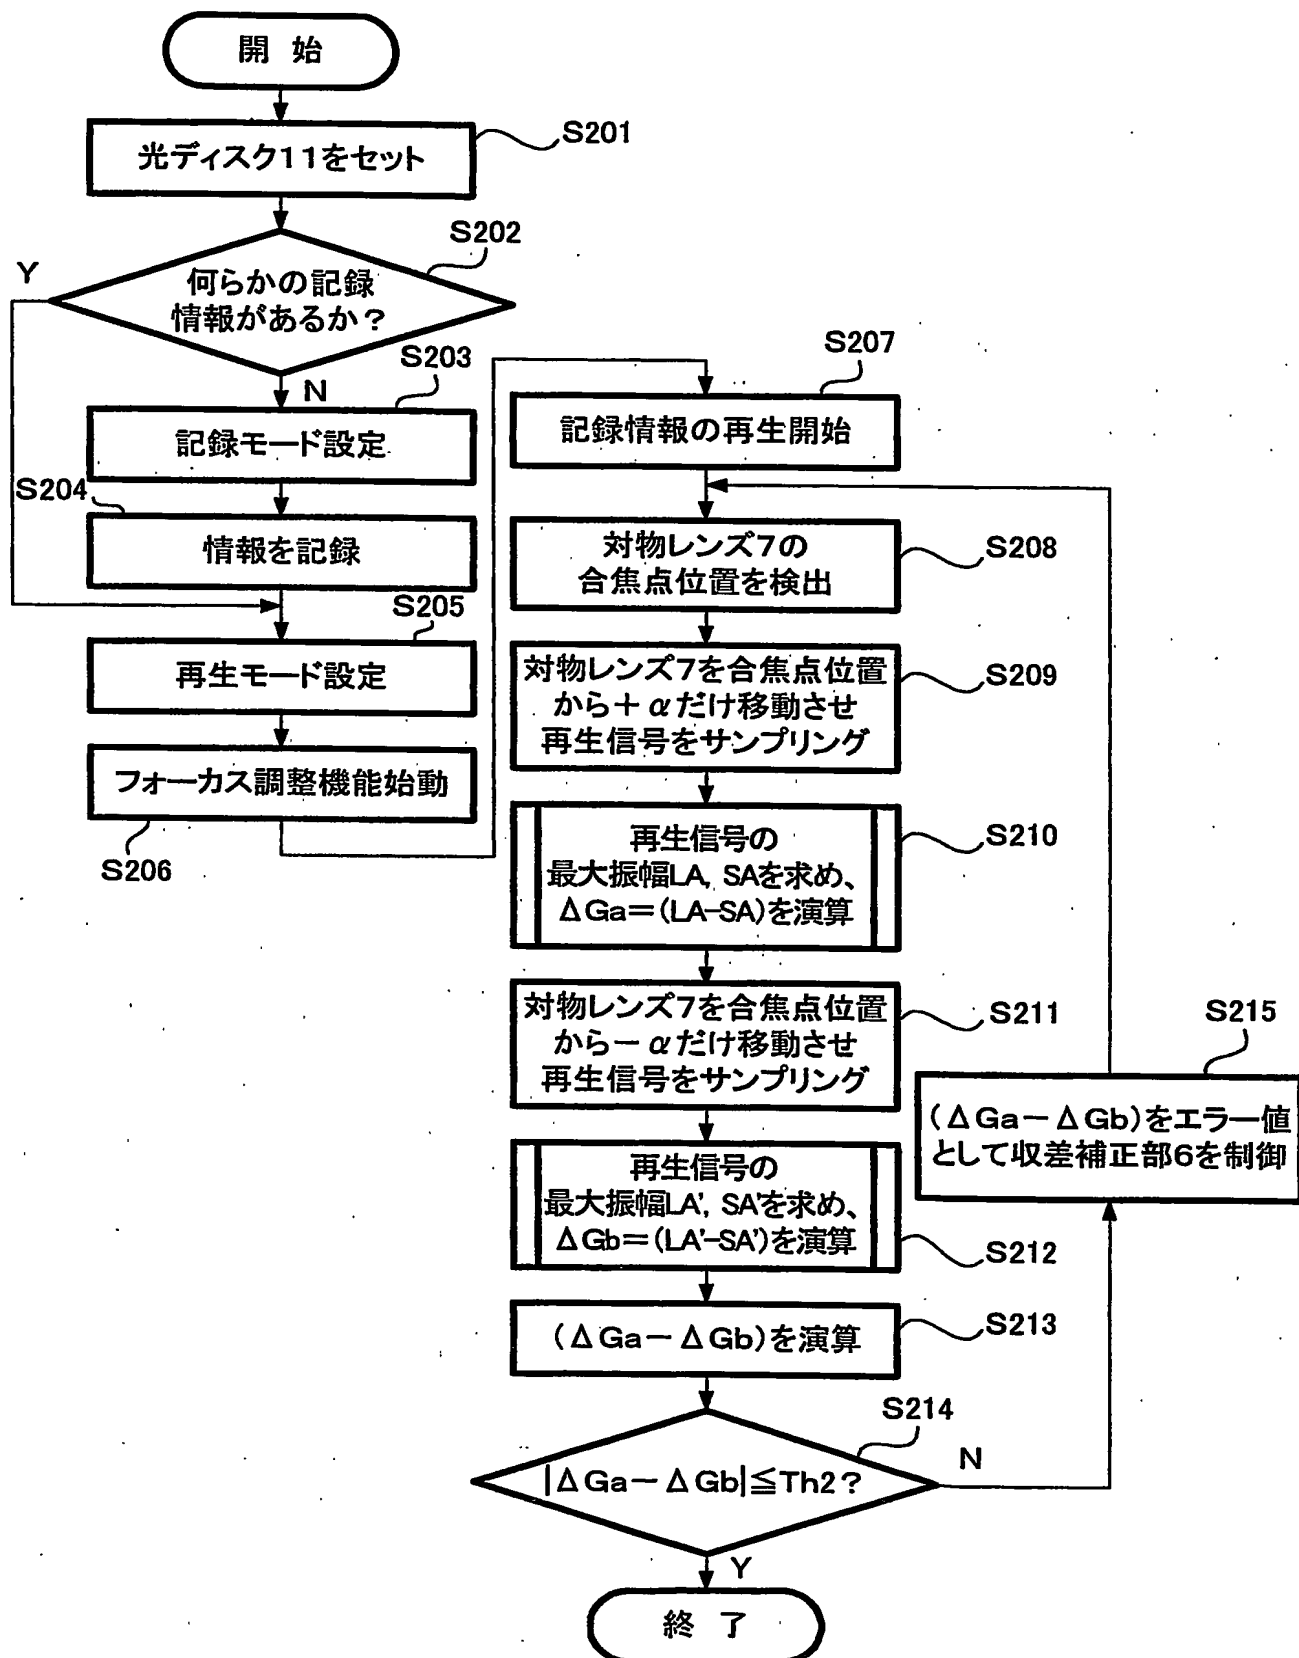 開 始
光ディスク11をセット
S201
何らかの記録
情報があるか?
S202
Y
N
記録モード設定
S203
情報を記録
S204
再生モード設定
S205
フォーカス調整機能始動
S206
記録情報の再生開始
S207
対物レンズ7の
合焦点位置を検出
S208
対物レンズ7を合焦点位置
から+αだけ移動させ
再生信号をサンプリング
S209
再生信号の
最大振幅LA, SAを求め、
ΔGa=(LA-SA)を演算
S210
対物レンズ7を合焦点位置
から-αだけ移動させ
再生信号をサンプリング
S211
再生信号の
最大振幅LA', SA'を求め、
ΔGb=(LA'-SA')を演算
S212
(ΔGa-ΔGb)を演算
S213
|ΔGa-ΔGb|≦Th2?
S214
N
Y
(ΔGa-ΔGb)をエラー値
として収差補正部6を制御
S215
終 了